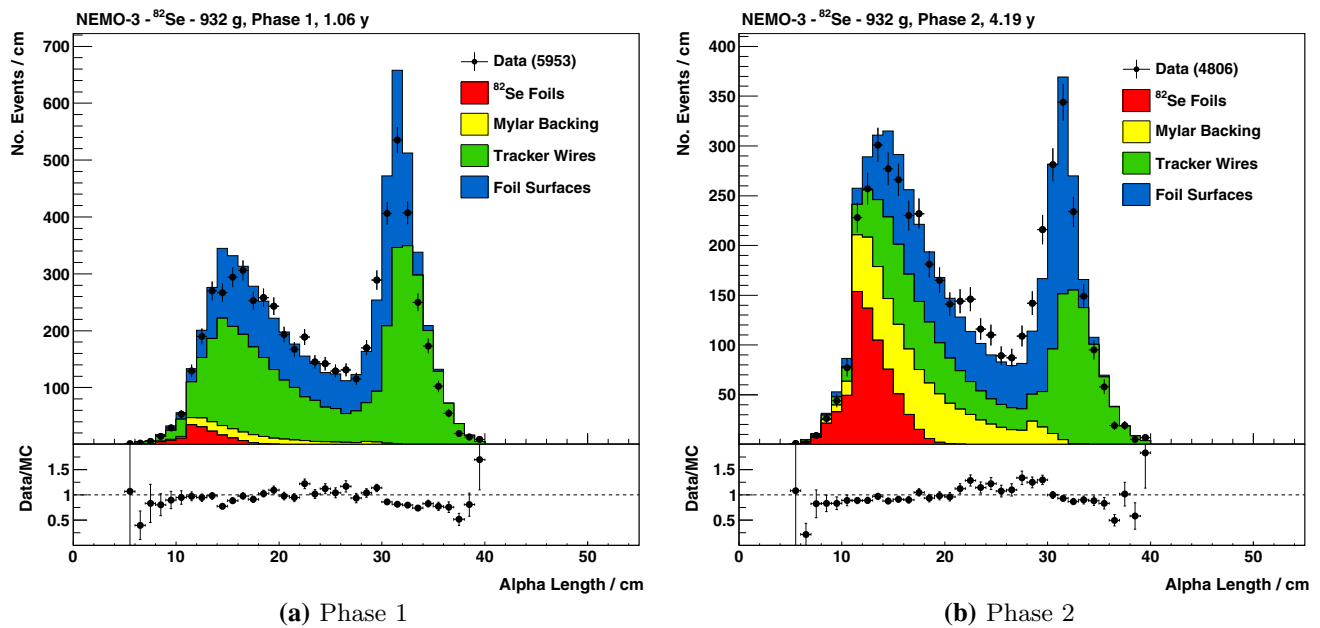 NEMO-3 - ⁸²Se - 932 g, Phase 1, 1.06 y
No. Events / cm
700
600
500
400
300
200
100
Data (5953)
⁸²Se Foils
Mylar Backing
Tracker Wires
Foil Surfaces
Data/MC
1.5
1
0.5
0 10 20 30 40 50
Alpha Length / cm
(a) Phase 1
NEMO-3 - ⁸²Se - 932 g, Phase 2, 4.19 y
No. Events / cm
400
350
300
250
200
150
100
50
Data (4806)
⁸²Se Foils
Mylar Backing
Tracker Wires
Foil Surfaces
Data/MC
1.5
1
0.5
0 10 20 30 40 50
Alpha Length / cm
(b) Phase 2